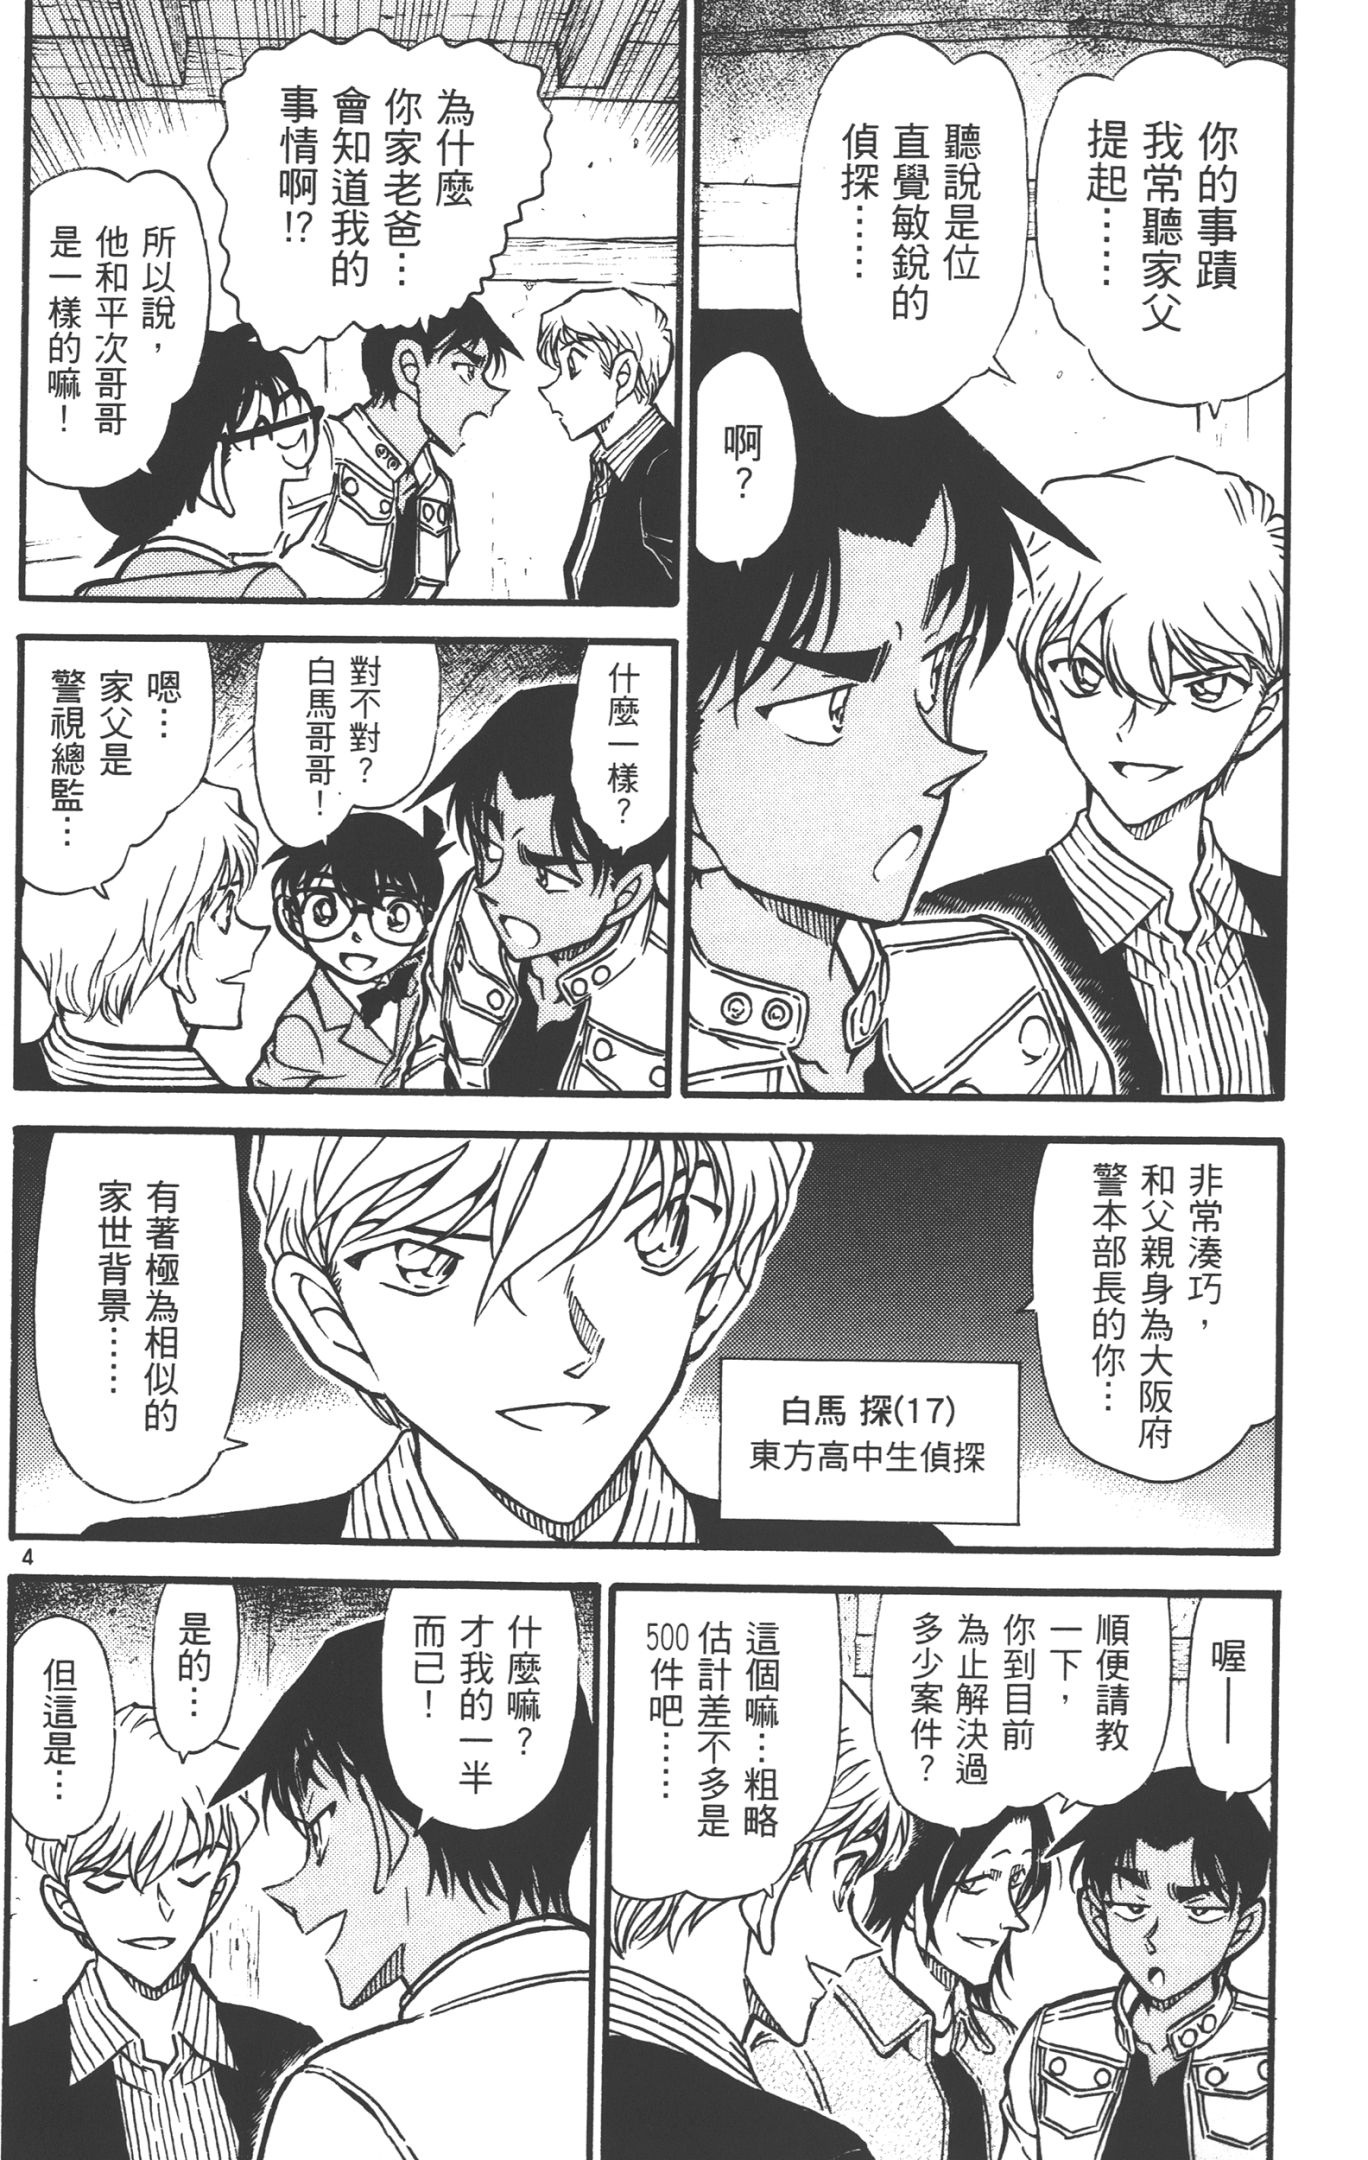 你的事蹟
我常聽家父
提起……
聽說是位
直覺敏銳的
偵探……
啊？
為什麼
你家老爸…
會知道我的
事情啊!?
所以說，
他和平次哥哥
是一樣的嘛！
什麼一樣？
對不對？
白馬哥哥！
嗯…
家父是
警視總監…
非常湊巧，
和父親身為大阪府
警本部長的你…
白馬 探(17)
東方高中生偵探
有著極為相似的
家世背景……
4
喔——
順便請教
一下，
你到目前
為止解決過
多少案件？
這個嘛…粗略
估計差不多是
500件吧……
什麼嘛？
才我的一半
而已！
是的…
但這是…